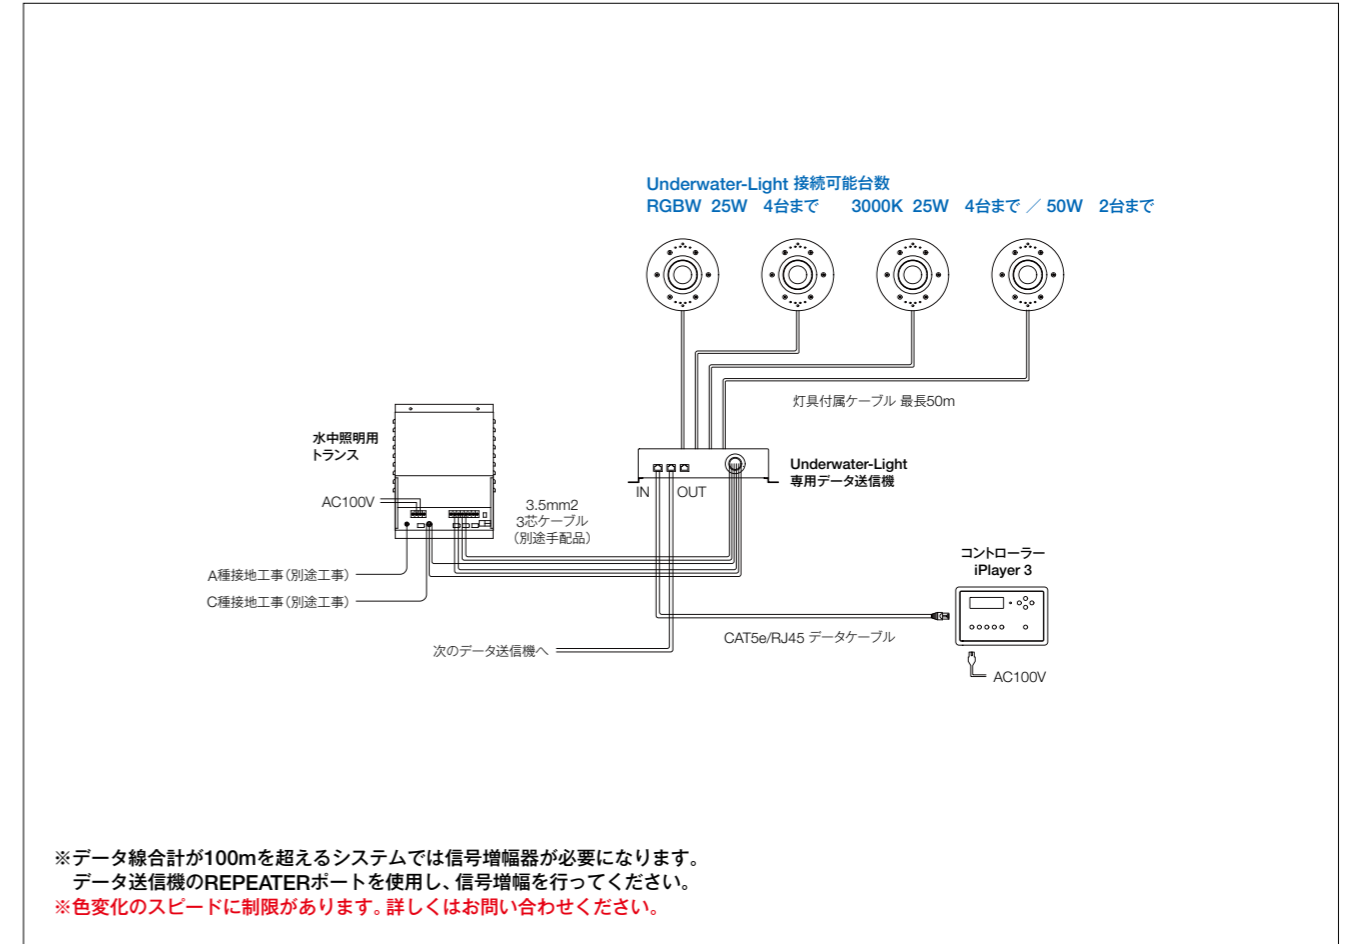 Underwater-Light 接続可能台数
RGBW 25W 4台まで 3000K 25W 4台まで ／ 50W 2台まで
灯具付属ケーブル 最長50m
水中照明用
トランス
AC100V
3.5mm2
3芯ケーブル
（別途手配品）
IN OUT
Underwater-Light
専用データ送信機
A種接地工事（別途工事）
C種接地工事（別途工事）
コントローラー
iPlayer 3
CAT5e/RJ45 データケーブル
次のデータ送信機へ
AC100V
※データ線合計が100mを超えるシステムでは信号増幅器が必要になります。
データ送信機のREPEATERポートを使用し、信号増幅を行ってください。
※色変化のスピードに制限があります。詳しくはお問い合わせください。